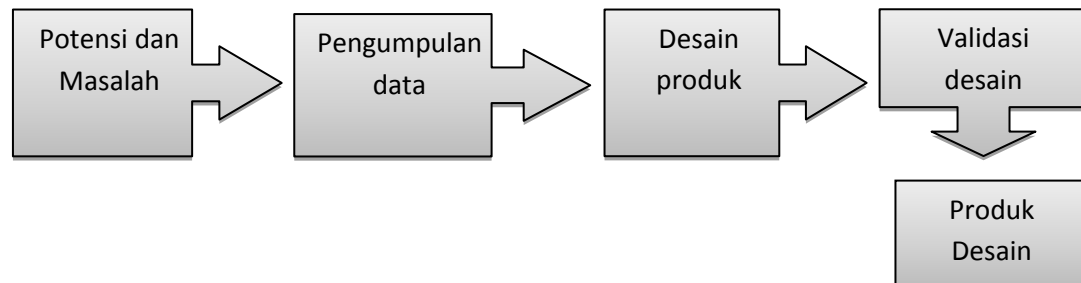 Potensi dan
Masalah
Pengumpulan
data
Desain
produk
Validasi
desain
Produk
Desain